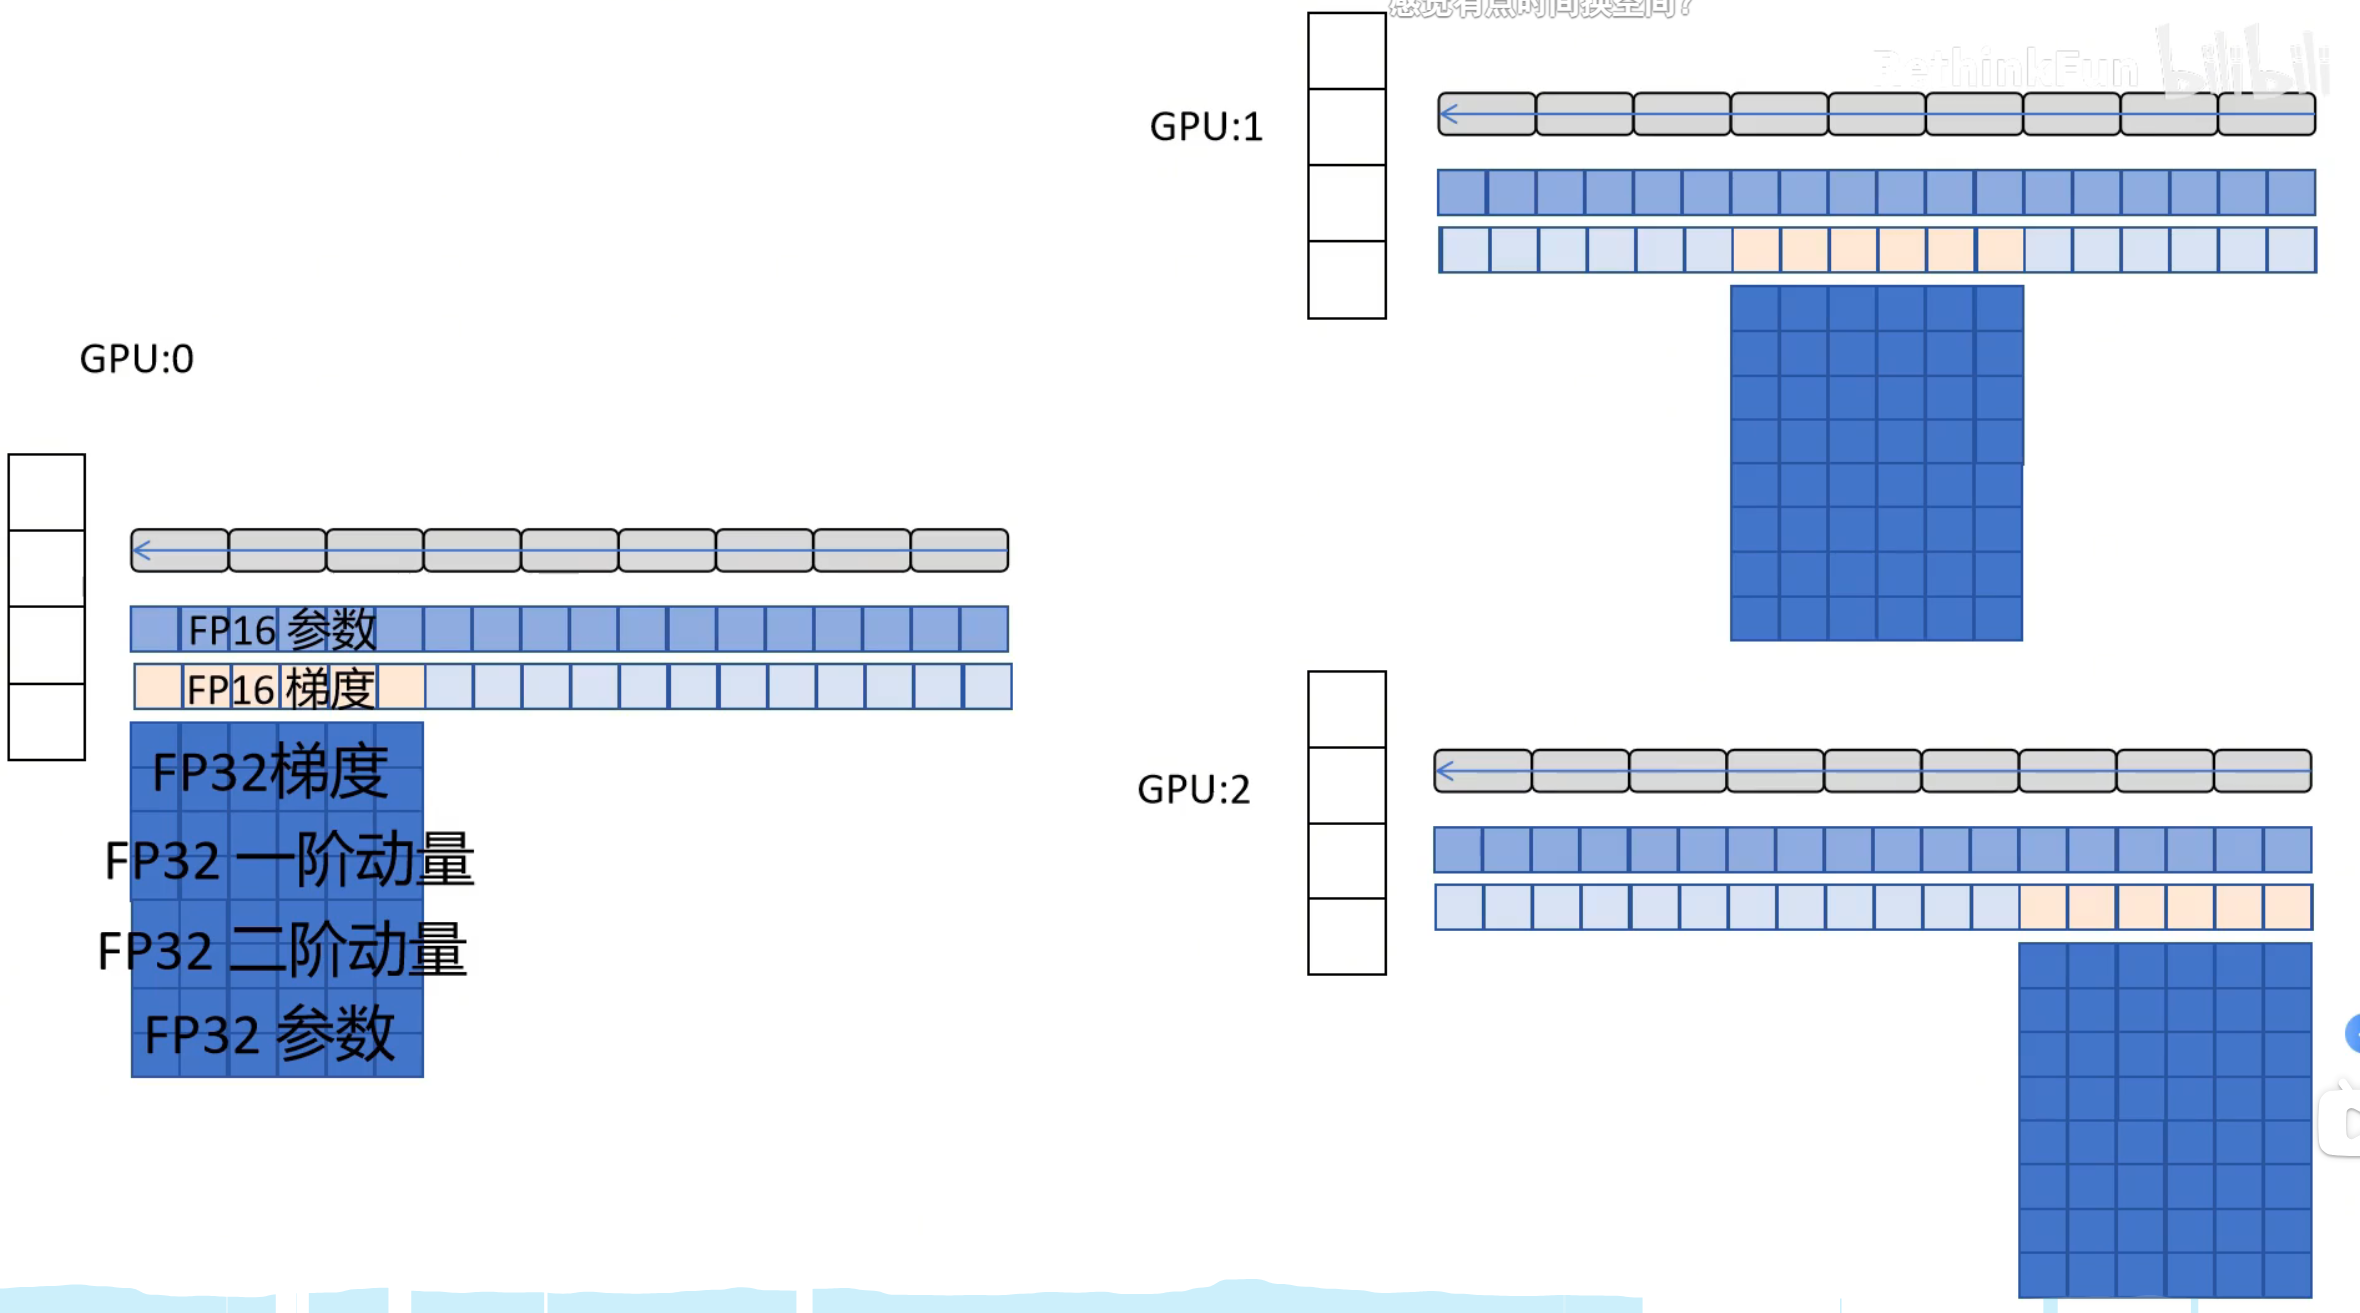 感觉有点时间换空间?
RethinkFun bilibili
GPU:1
GPU:0
FP16 参数
FP16 梯度
FP32梯度
FP32 一阶动量
FP32 二阶动量
FP32 参数
GPU:2